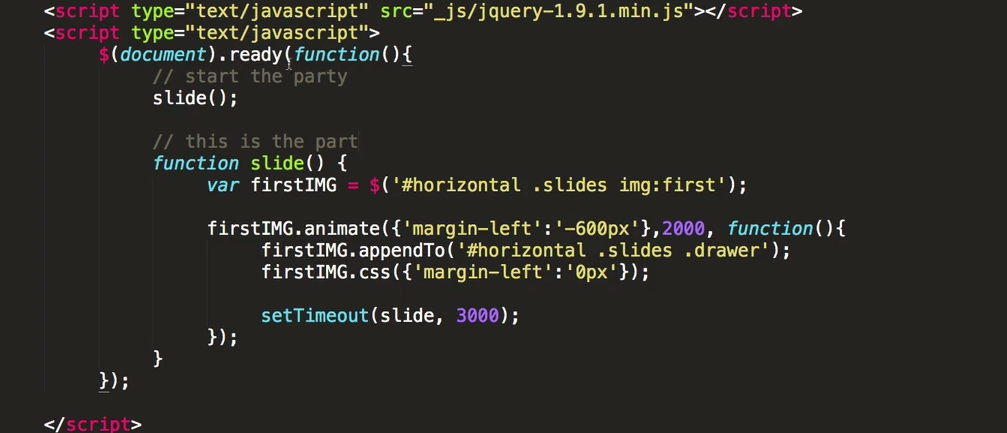 <script type="text/javascript" src="_js/jquery-1.9.1.min.js"></script>
<script type="text/javascript">
$(document).ready(function(){
// start the party
slide();
// this is the part
function slide() {
var firstIMG = $('#horizontal .slides img:first');
firstIMG.animate({'margin-left':'-600px'},2000, function(){
firstIMG.appendTo('#horizontal .slides .drawer');
firstIMG.css({'margin-left':'0px'});
setTimeout(slide, 3000);
});
}
});
</script>